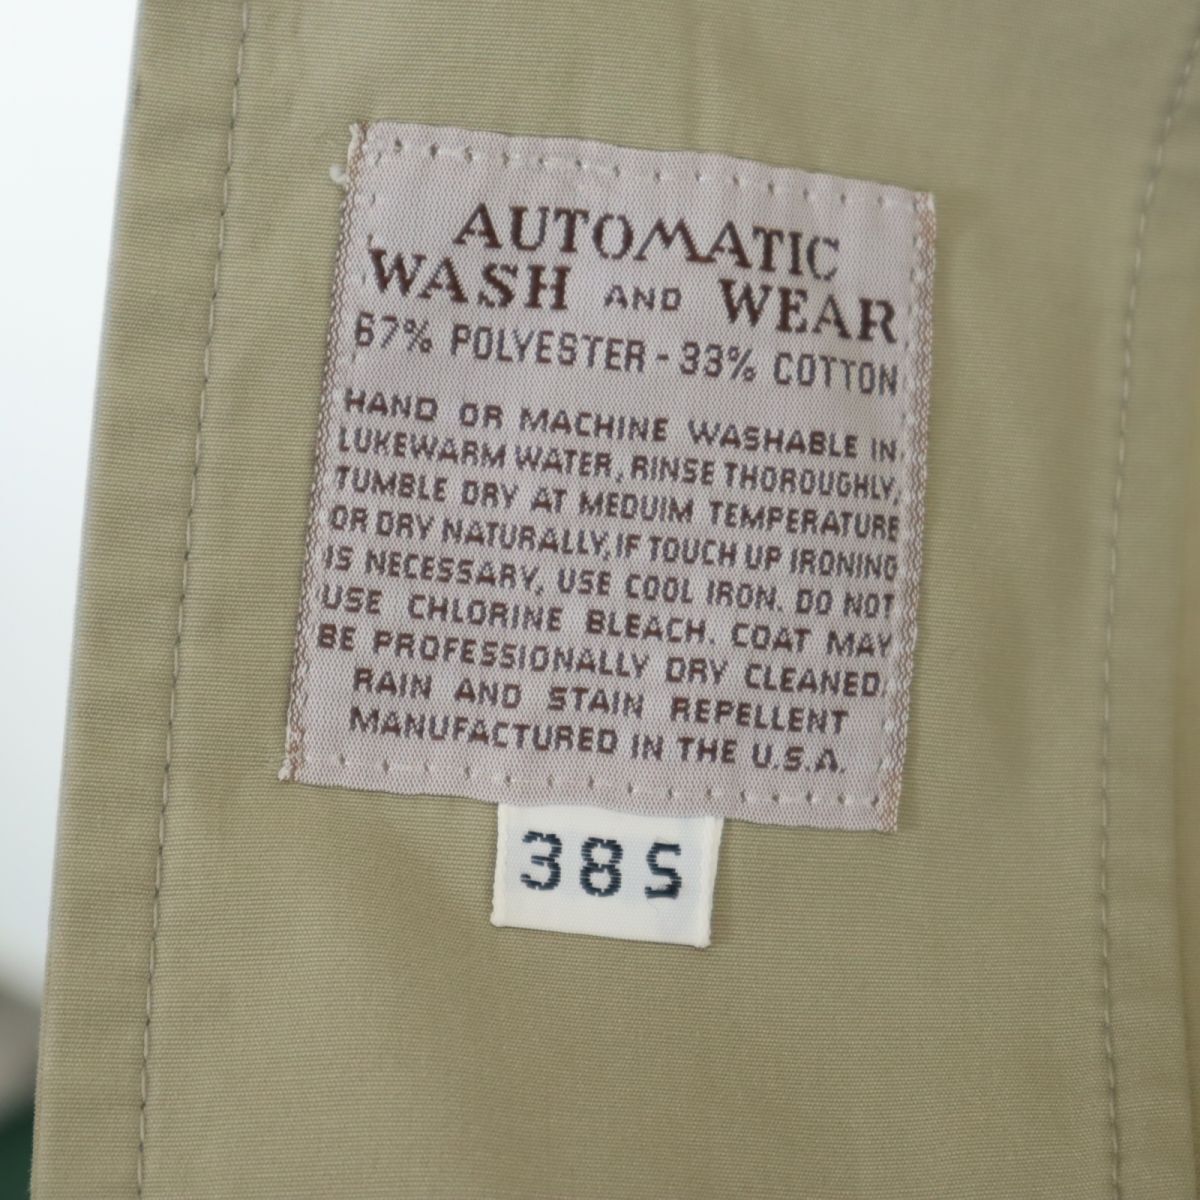 AUTOMATIC
WASH AND WEAR
67% POLYESTER - 33% COTTON
HAND OR MACHINE WASHABLE IN
LUKEWARM WATER, RINSE THOROUGHLY,
TUMBLE DRY AT MEDUIM TEMPERATURE
OR DRY NATURALLY, IF TOUCH UP IRONING
IS NECESSARY, USE COOL IRON. DO NOT
USE CHLORINE BLEACH. COAT MAY
BE PROFESSIONALLY DRY CLEANED.
RAIN AND STAIN REPELLENT
MANUFACTURED IN THE U.S.A.
38S